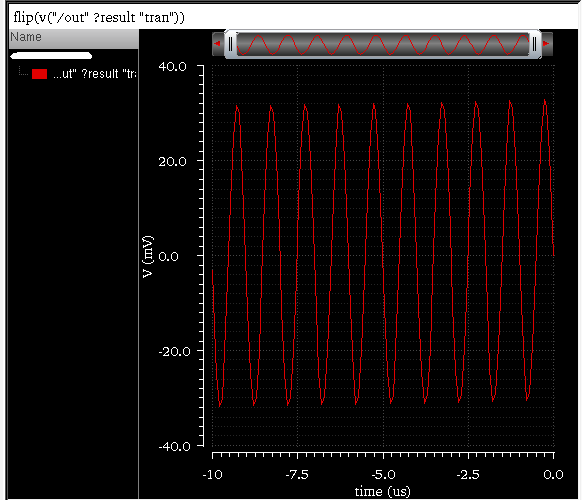 flip(v("/out" ?result "tran"))
Name
...ut" ?result "tra
40.0
20.0
0.0
-20.0
-40.0
V (mV)
-10 -7.5 -5.0 -2.5 0.0
time (us)